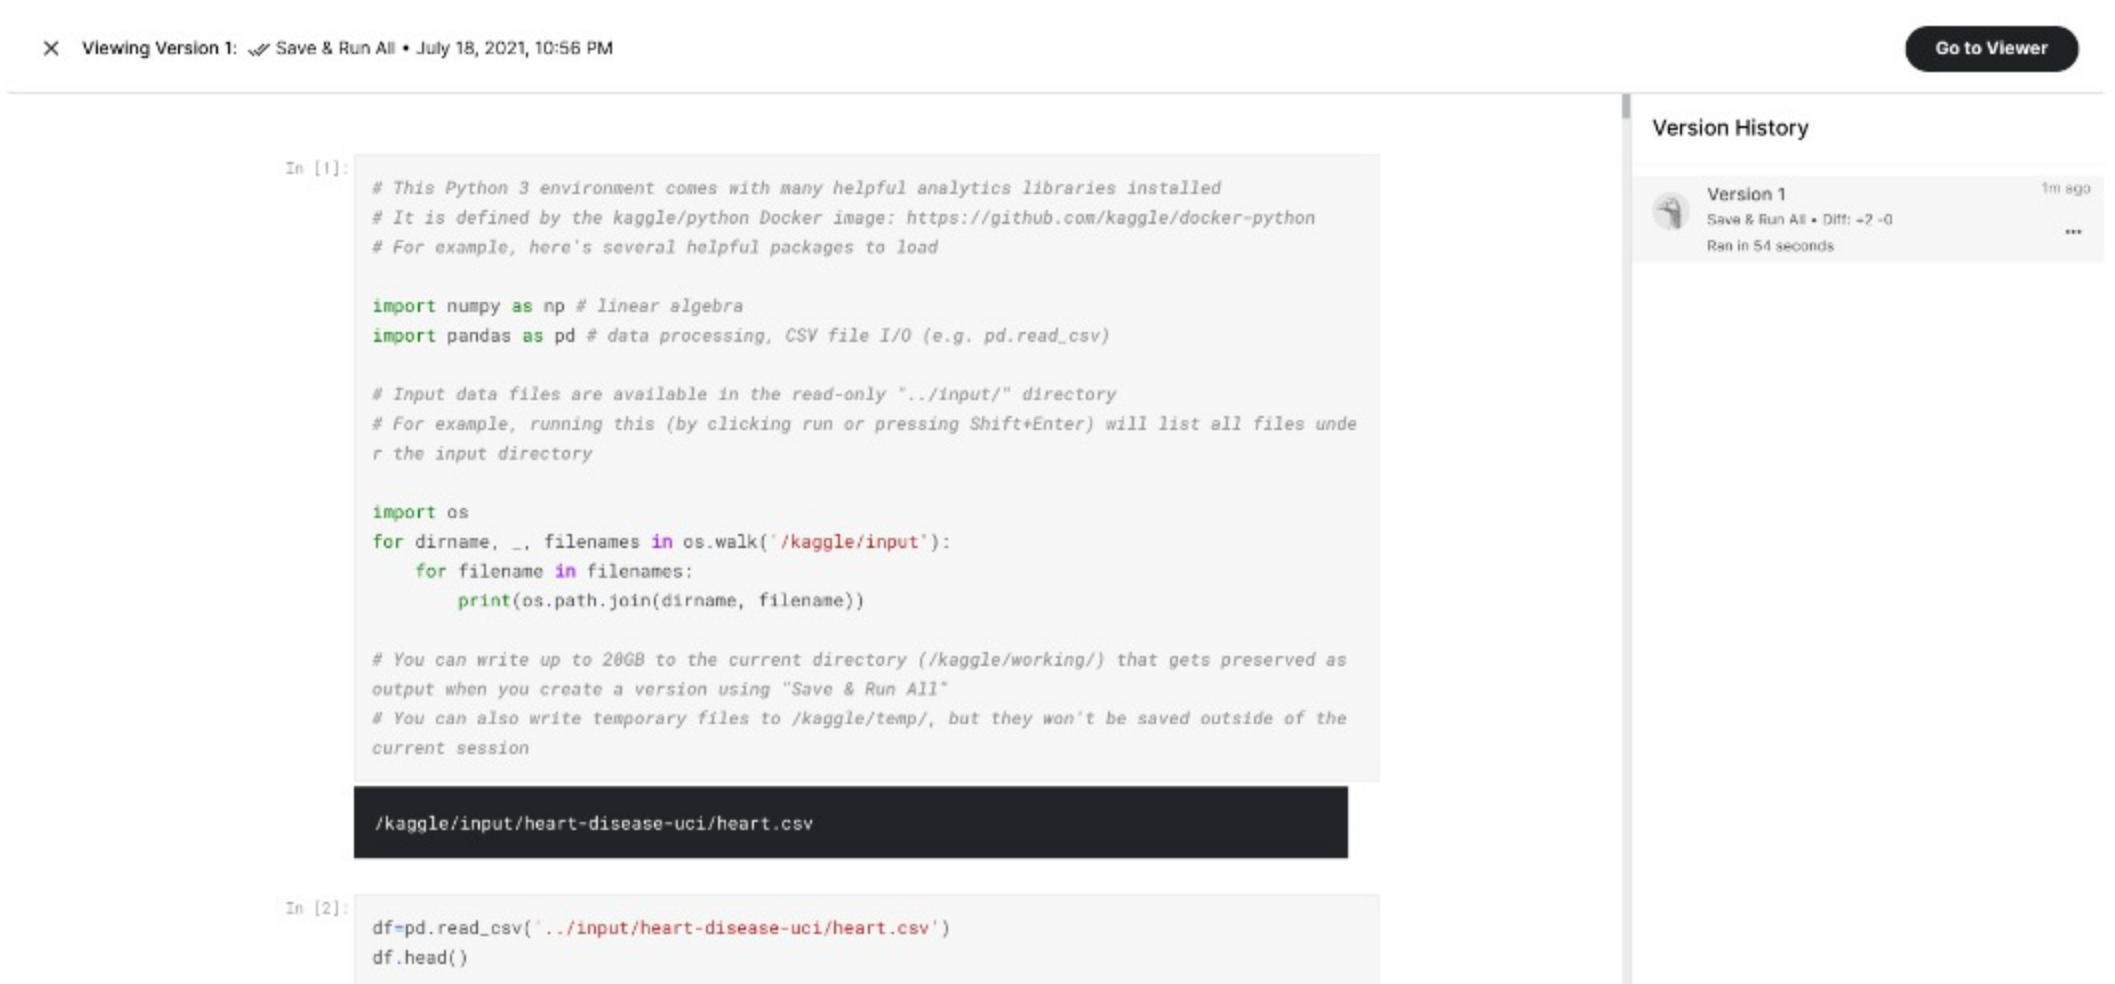 Viewing Version 1: Save & Run All • July 18, 2021, 10:56 PM
Go to Viewer
Version History
Version 1
1m ago
Save & Run All • Diff: +2 -0
...
Ran in 54 seconds
In [1]:
# This Python 3 environment comes with many helpful analytics libraries installed
# It is defined by the kaggle/python Docker image: https://github.com/kaggle/docker-python
# For example, here's several helpful packages to load
import numpy as np # linear algebra
import pandas as pd # data processing, CSV file I/O (e.g. pd.read_csv)
# Input data files are available in the read-only "../input/" directory
# For example, running this (by clicking run or pressing Shift+Enter) will list all files unde
r the input directory
import os
for dirname, _, filenames in os.walk('/kaggle/input'):
    for filename in filenames:
        print(os.path.join(dirname, filename))
# You can write up to 20GB to the current directory (/kaggle/working/) that gets preserved as
output when you create a version using "Save & Run All"
# You can also write temporary files to /kaggle/temp/, but they won't be saved outside of the
current session
/kaggle/input/heart-disease-uci/heart.csv
In [2]:
df=pd.read_csv('../input/heart-disease-uci/heart.csv')
df.head()